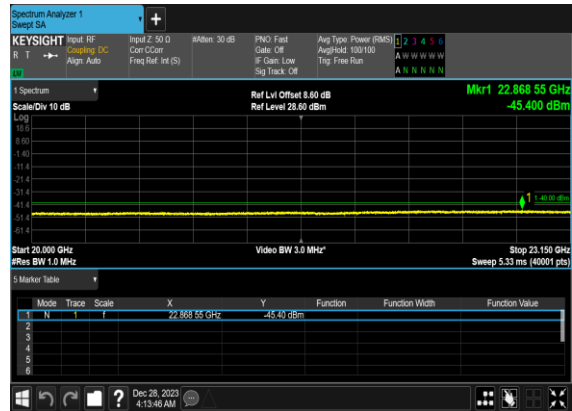 Spectrum Analyzer 1
Swept SA
+
KEYSIGHT Input: RF Input Z: 50 Ω #Atten: 30 dB PNO: Fast Avg Type: Power (RMS) 1 2 3 4 5 6
R T Coupling: DC Corr CCorr Gate: Off Avg|Hold: 100/100 A W W W W W
Align: Auto Freq Ref: Int (S) IF Gain: Low Trig: Free Run
Sig Track: Off A N N N N N
1 Spectrum Ref Lvl Offset 8.60 dB Mkr1 22.868 55 GHz
Scale/Div 10 dB Ref Level 28.60 dBm -45.400 dBm
Log
18.6
8.60
-1.40
-11.4
-21.4
-31.4
-41.4 1 1 -40.00 dBm
-51.4
-61.4
Start 20.000 GHz Video BW 3.0 MHz* Stop 23.150 GHz
#Res BW 1.0 MHz Sweep 5.33 ms (40001 pts)
5 Marker Table
Mode Trace Scale X Y Function Function Width Function Value
1 N 1 f 22.868 55 GHz -45.40 dBm
2
3
4
5
6
? Dec 28, 2023
4:13:46 AM